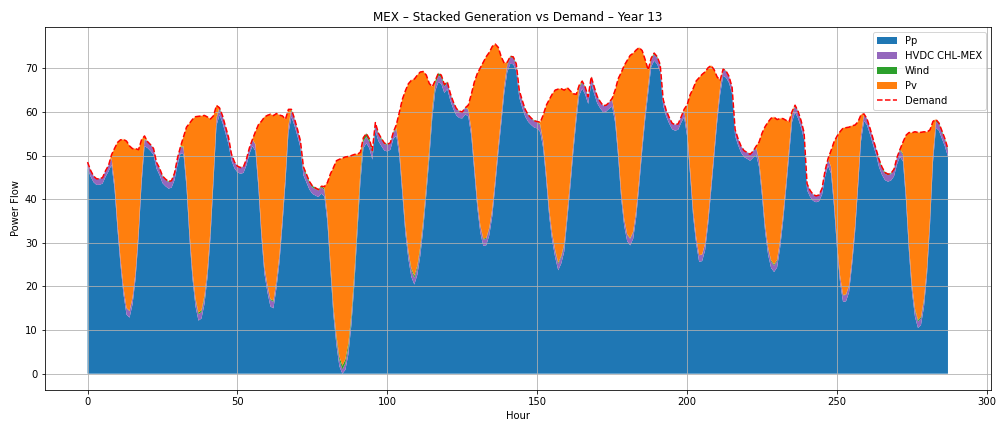 MEX – Stacked Generation vs Demand – Year 13
Pp
HVDC CHL-MEX
Wind
Pv
Demand
Power Flow
70
60
50
40
30
20
10
0
0 50 100 150 200 250 300
Hour